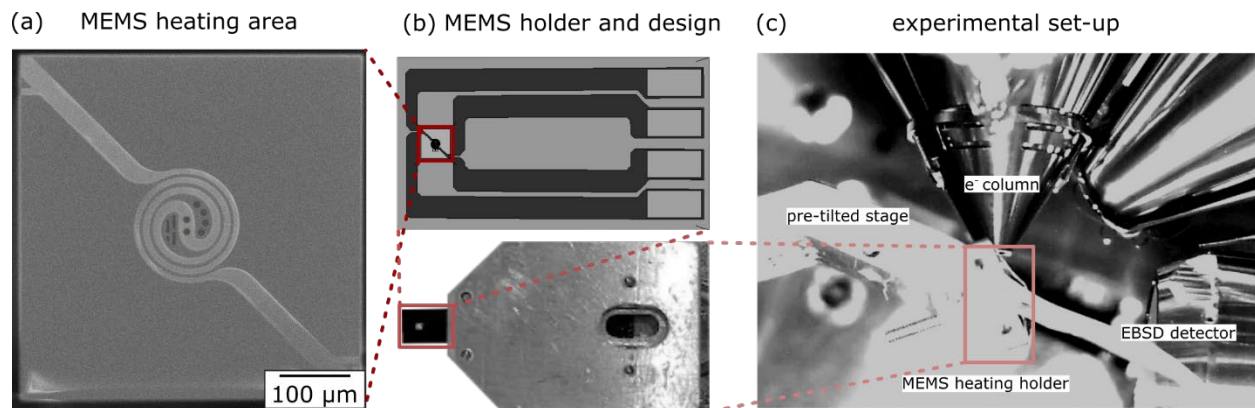 (a) MEMS heating area
(b) MEMS holder and design
(c) experimental set-up
100 µm
e⁻ column
pre-tilted stage
EBSD detector
MEMS heating holder